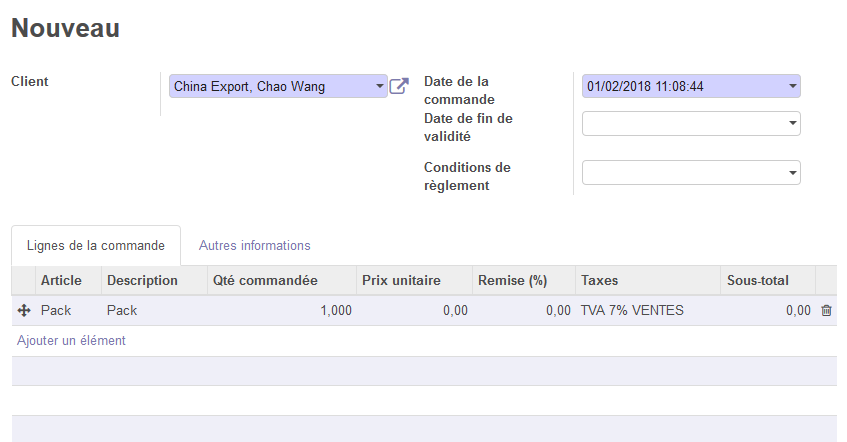 Nouveau
Client
China Export, Chao Wang
Date de la
commande
01/02/2018 11:08:44
Date de fin de
validité
Conditions de
règlement
Lignes de la commande Autres informations
Article Description Qté commandée Prix unitaire Remise (%) Taxes Sous-total
Pack Pack 1,000 0,00 0,00 TVA 7% VENTES 0,00
Ajouter un élément